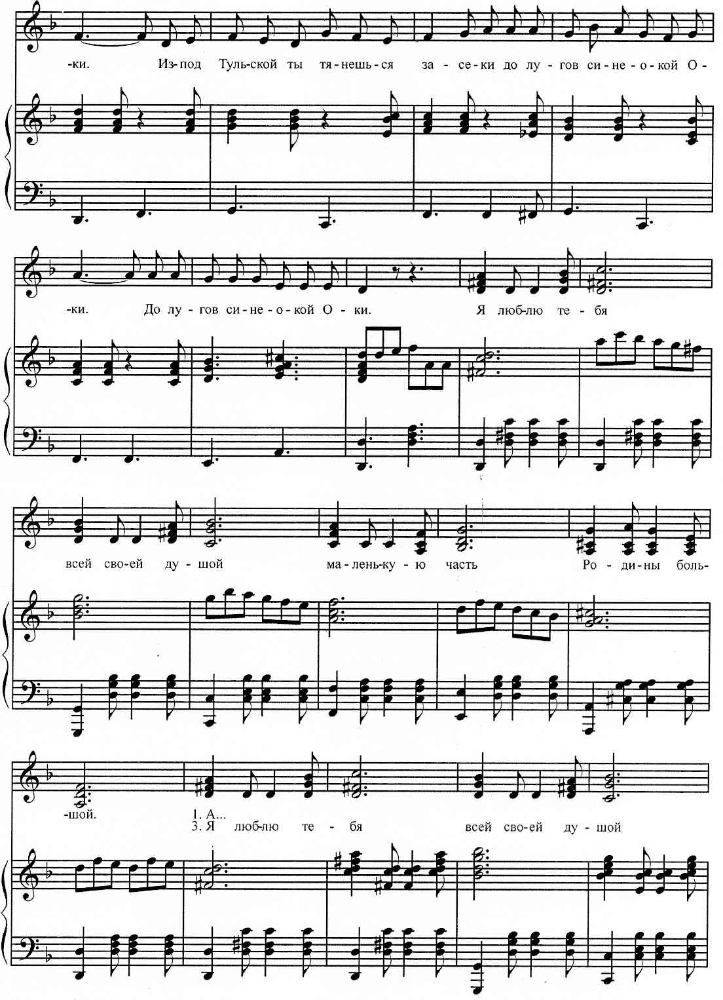 -ки. Из-под Туль-ской ты тя-нешь-ся за-се-ки до лу-гов си-не-о-кой О-
-ки. До лу-гов си-не-о-кой О-ки. Я люб-лю те-бя
всей сво-ей ду-шой ма-лень-ку-ю часть Ро-ди-ны боль-
-шой. 1. А...
3. Я люб-лю те-бя всей сво-ей ду-шой